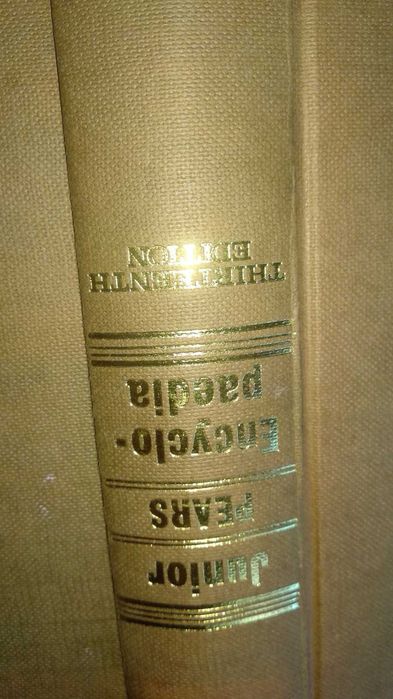 Junior
PEARS
Encyclo-
paedia
THIRTEENTH
EDITION